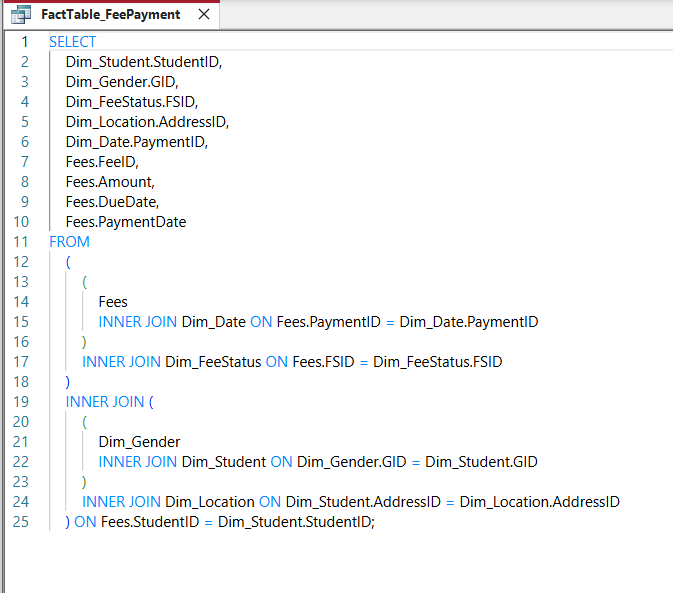 FactTable_FeePayment
1 SELECT
2 Dim_Student.StudentID,
3 Dim_Gender.GID,
4 Dim_FeeStatus.FSID,
5 Dim_Location.AddressID,
6 Dim_Date.PaymentID,
7 Fees.FeeID,
8 Fees.Amount,
9 Fees.DueDate,
10 Fees.PaymentDate
11 FROM
12 (
13 (
14 Fees
15 INNER JOIN Dim_Date ON Fees.PaymentID = Dim_Date.PaymentID
16 )
17 INNER JOIN Dim_FeeStatus ON Fees.FSID = Dim_FeeStatus.FSID
18 )
19 INNER JOIN (
20 (
21 Dim_Gender
22 INNER JOIN Dim_Student ON Dim_Gender.GID = Dim_Student.GID
23 )
24 INNER JOIN Dim_Location ON Dim_Student.AddressID = Dim_Location.AddressID
25 ) ON Fees.StudentID = Dim_Student.StudentID;